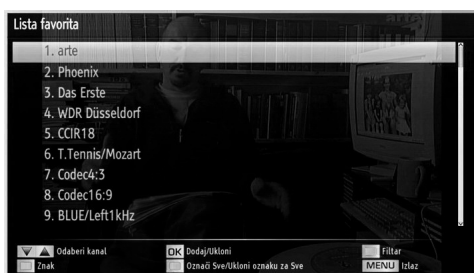 Lista favorita
1. arte
2. Phoenix
3. Das Erste
4. WDR Düsseldorf
5. CCIR18
6. T.Tennis/Mozart
7. Codec4:3
8. Codec16:9
9. BLUE/Left1kHz
Odaberi kanal OK Dodaj/Ukloni Filtar
Znak Označi Sve/Ukloni oznaku za Sve MENU Izlaz